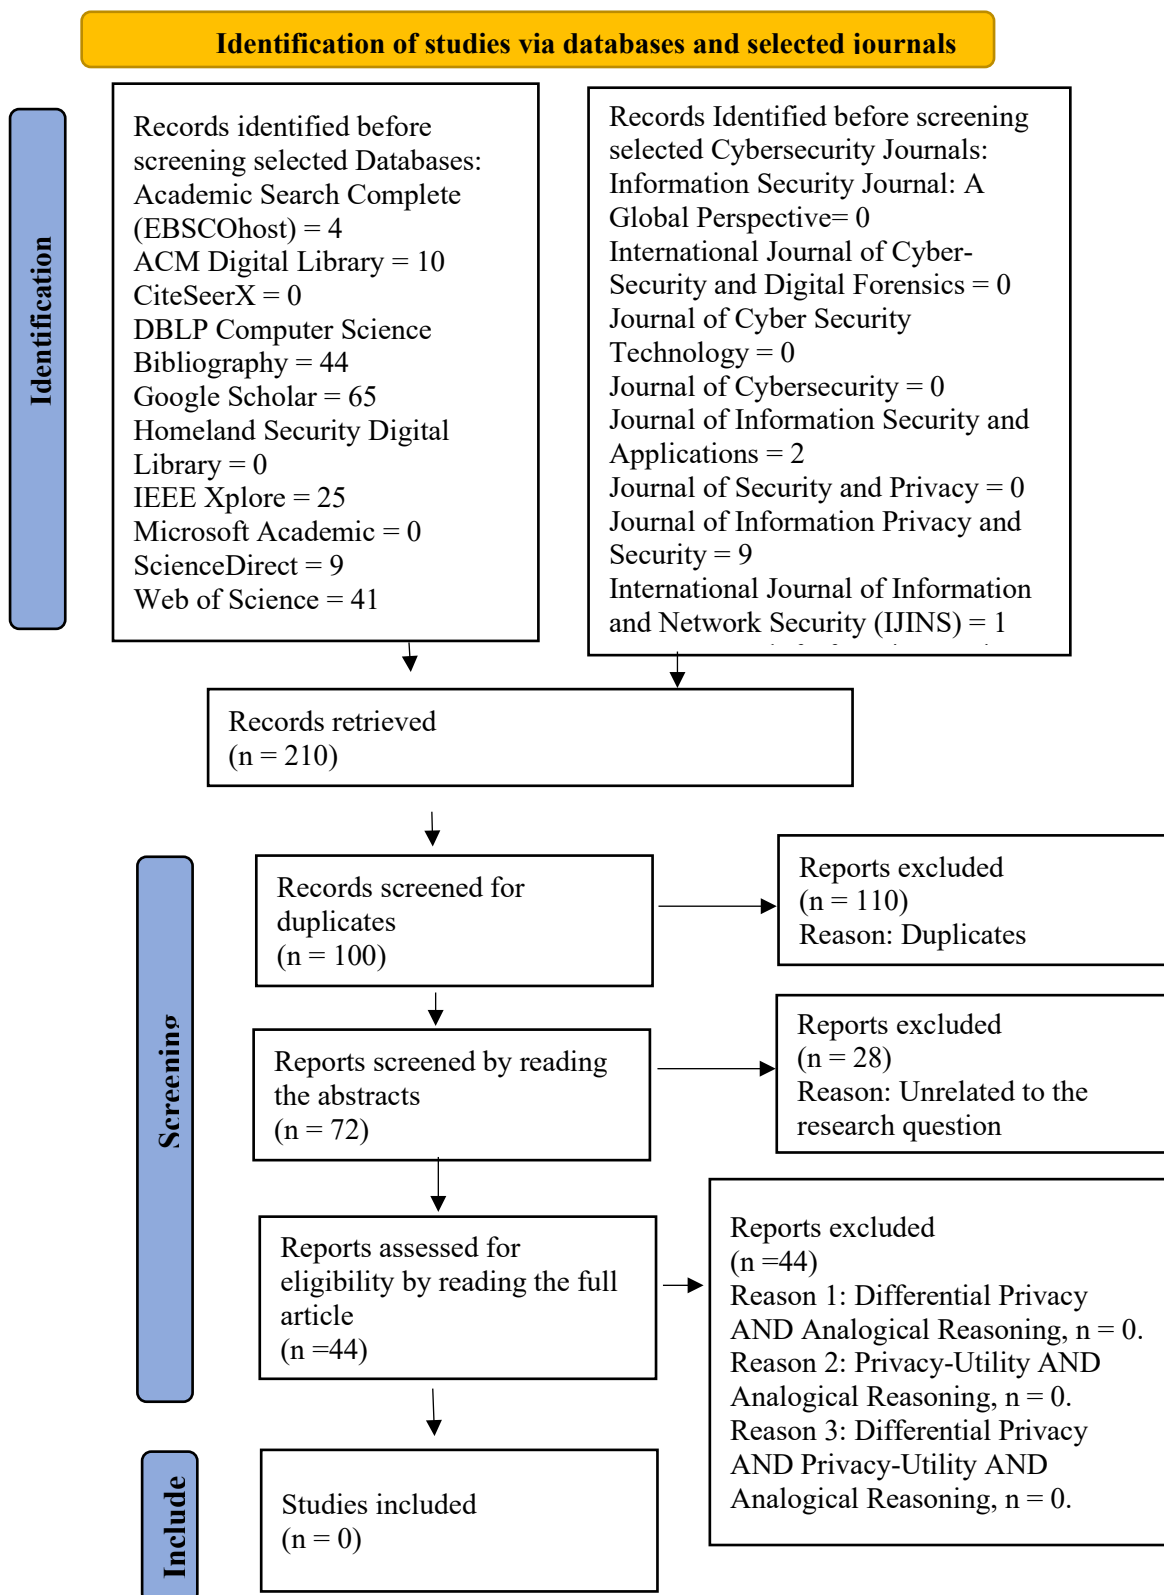 Identification of studies via databases and selected journals
Identification
Records identified before
screening selected Databases:
Academic Search Complete
(EBSCOhost) = 4
ACM Digital Library = 10
CiteSeerX = 0
DBLP Computer Science
Bibliography = 44
Google Scholar = 65
Homeland Security Digital
Library = 0
IEEE Xplore = 25
Microsoft Academic = 0
ScienceDirect = 9
Web of Science = 41
Records Identified before screening
selected Cybersecurity Journals:
Information Security Journal: A
Global Perspective= 0
International Journal of Cyber-
Security and Digital Forensics = 0
Journal of Cyber Security
Technology = 0
Journal of Cybersecurity = 0
Journal of Information Security and
Applications = 2
Journal of Security and Privacy = 0
Journal of Information Privacy and
Security = 9
International Journal of Information
and Network Security (IJINS) = 1
Records retrieved
(n = 210)
Screening
Records screened for
duplicates
(n = 100)
Reports excluded
(n = 110)
Reason: Duplicates
Reports screened by reading
the abstracts
(n = 72)
Reports excluded
(n = 28)
Reason: Unrelated to the
research question
Reports assessed for
eligibility by reading the full
article
(n =44)
Reports excluded
(n =44)
Reason 1: Differential Privacy
AND Analogical Reasoning, n = 0.
Reason 2: Privacy-Utility AND
Analogical Reasoning, n = 0.
Reason 3: Differential Privacy
AND Privacy-Utility AND
Analogical Reasoning, n = 0.
Include
Studies included
(n = 0)